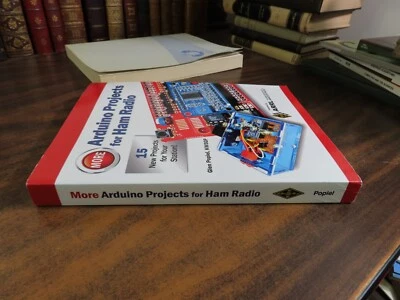 MORE
Arduino Projects
for Ham Radio
15
New Projects
for Your
Station!
Glen Popiel, KW5GP
ARRL
More Arduino Projects for Ham Radio
Popiel